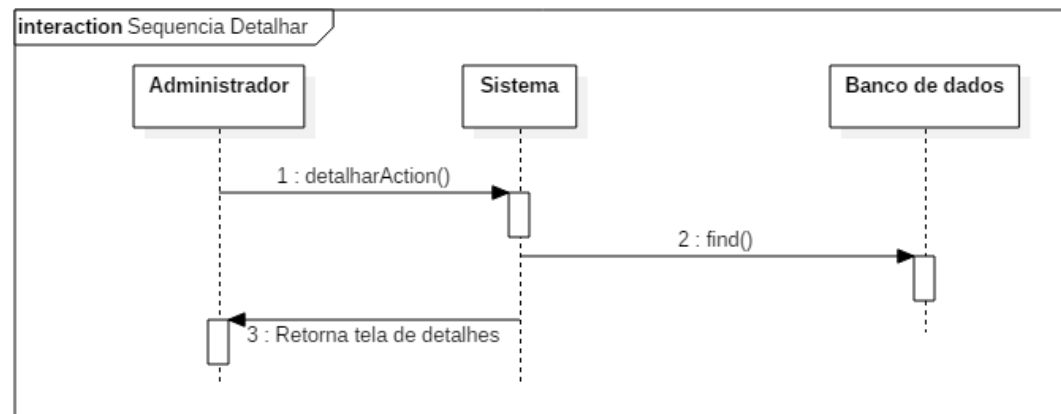 interaction Sequencia Detalhar
Administrador
Sistema
Banco de dados
1 : detalharAction()
2 : find()
3 : Retorna tela de detalhes